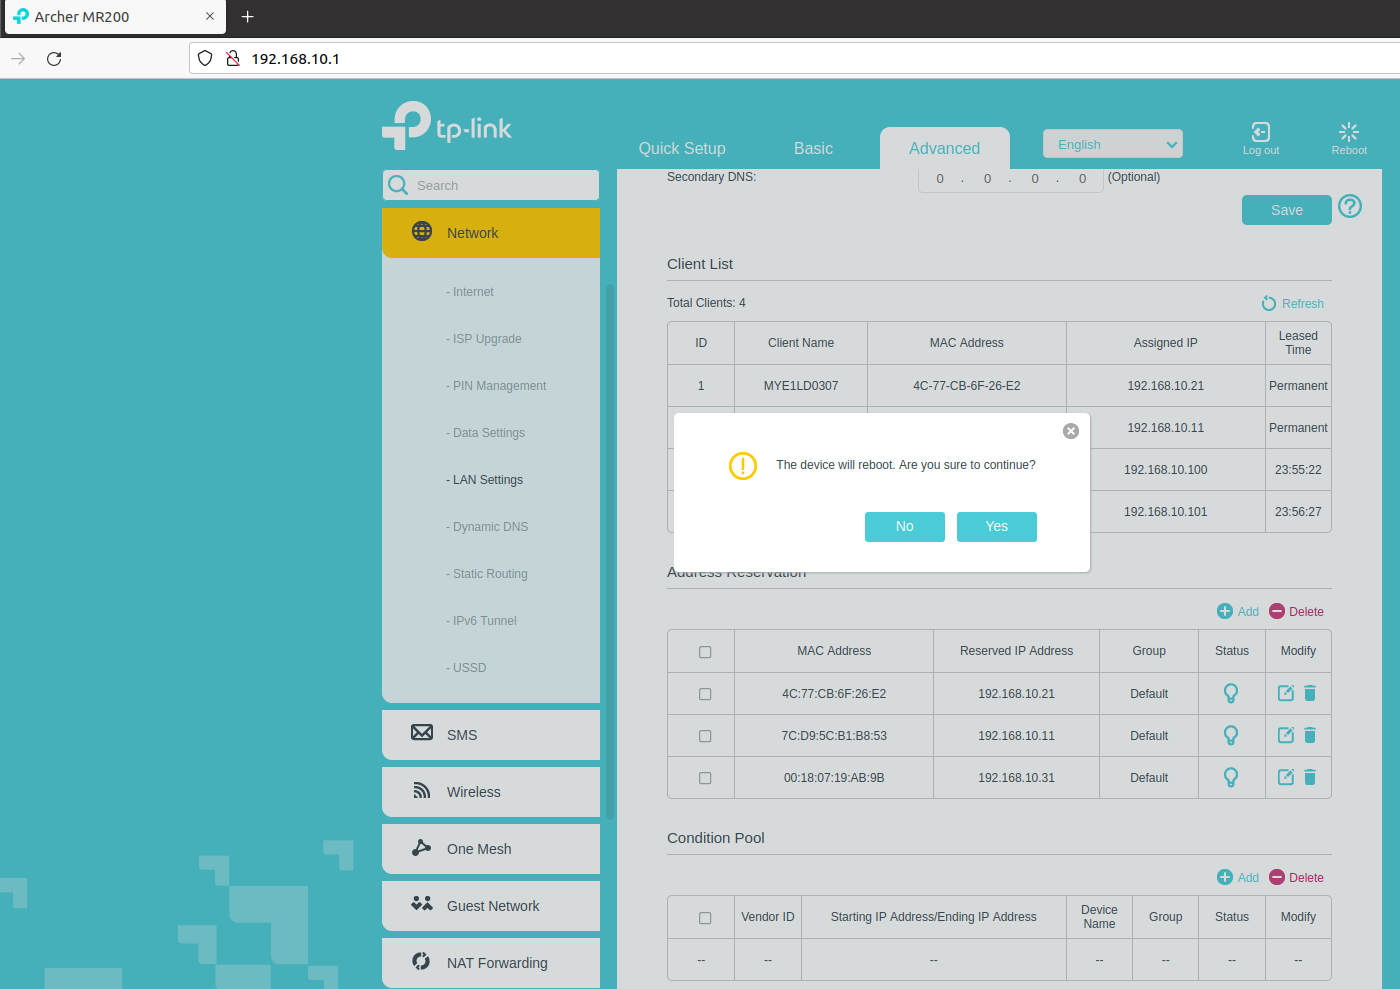 Archer MR200
192.168.10.1
tp-link
Quick Setup
Basic
Advanced
English
Log out
Reboot
Search
Network
- Internet
- ISP Upgrade
- PIN Management
- Data Settings
- LAN Settings
- Dynamic DNS
- Static Routing
- IPv6 Tunnel
- USSD
SMS
Wireless
One Mesh
Guest Network
NAT Forwarding
Secondary DNS: 0 . 0 . 0 . 0 (Optional)
Save
Client List
Total Clients: 4
Refresh
ID Client Name MAC Address Assigned IP Leased Time
1 MYE1LD0307 4C-77-CB-6F-26-E2 192.168.10.21 Permanent
192.168.10.11 Permanent
192.168.10.100 23:55:22
192.168.10.101 23:56:27
The device will reboot. Are you sure to continue?
No Yes
Address Reservation
Add Delete
MAC Address Reserved IP Address Group Status Modify
4C:77:CB:6F:26:E2 192.168.10.21 Default
7C:D9:5C:B1:B8:53 192.168.10.11 Default
00:18:07:19:AB:9B 192.168.10.31 Default
Condition Pool
Add Delete
Vendor ID Starting IP Address/Ending IP Address Device Name Group Status Modify
-- -- -- -- -- -- --